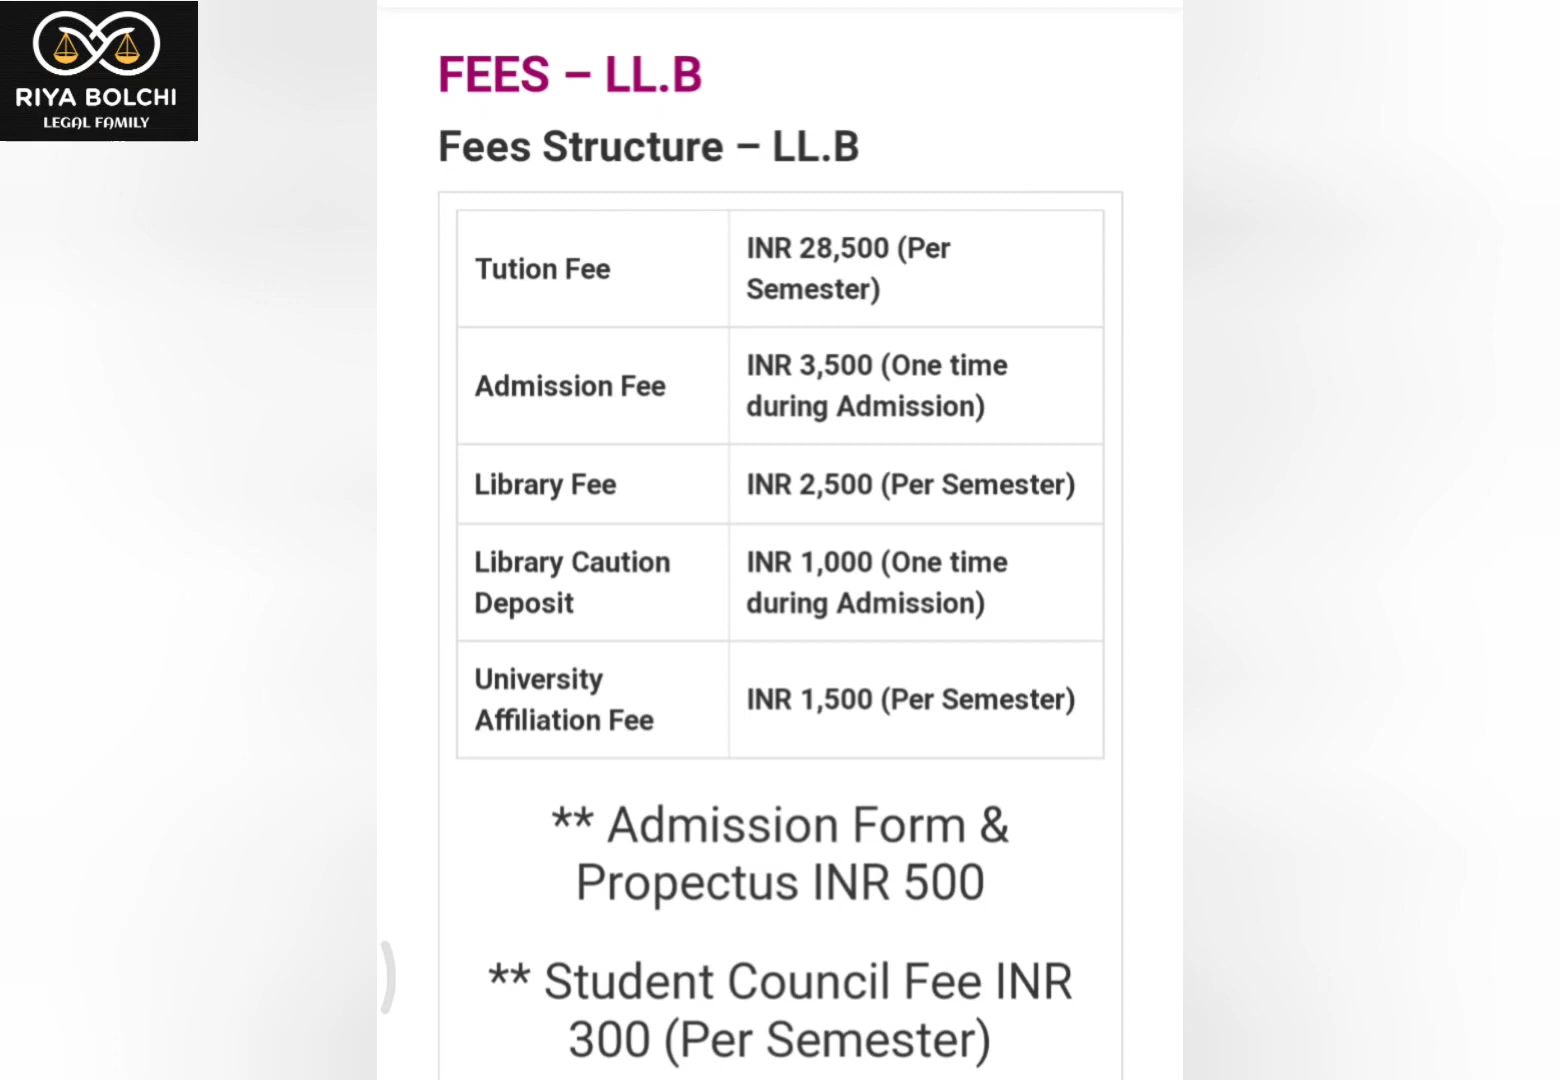 RIYA BOLCHI
LEGAL FAMILY
FEES – LL.B
Fees Structure – LL.B
Tution Fee
INR 28,500 (Per
Semester)
Admission Fee
INR 3,500 (One time
during Admission)
Library Fee
INR 2,500 (Per Semester)
Library Caution
Deposit
INR 1,000 (One time
during Admission)
University
Affiliation Fee
INR 1,500 (Per Semester)
** Admission Form &
Propectus INR 500
** Student Council Fee INR
300 (Per Semester)